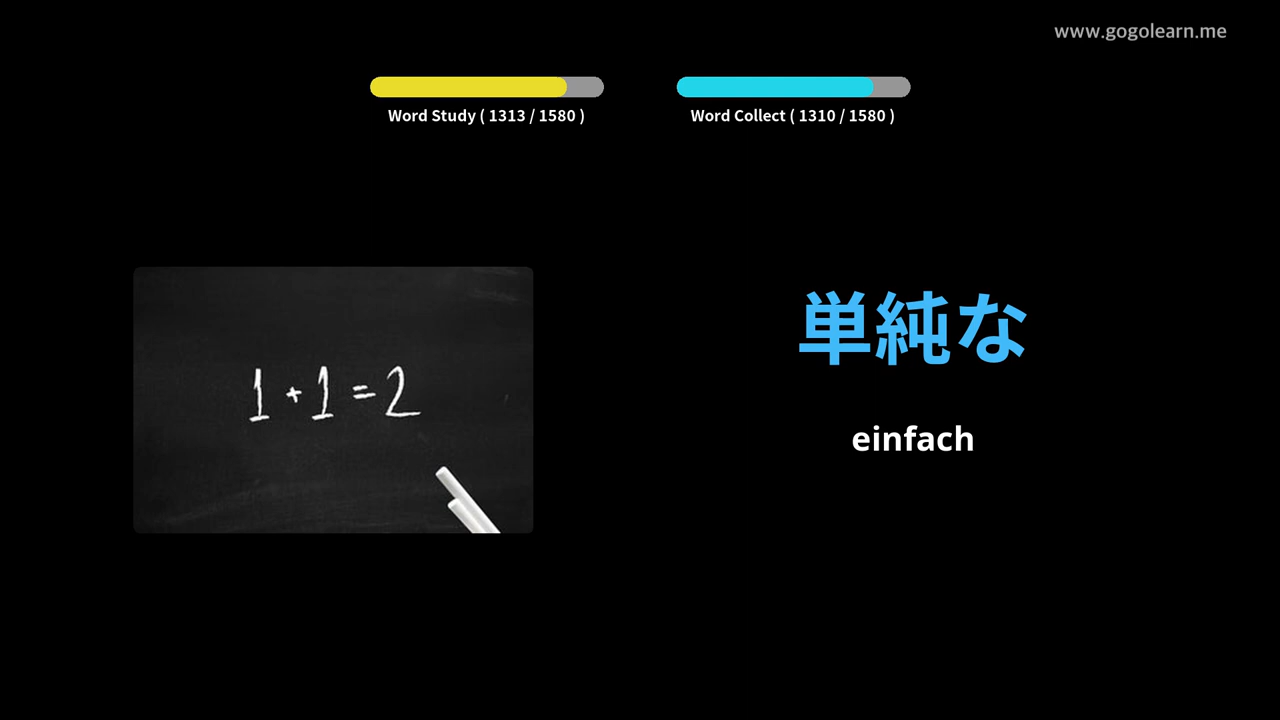 www.gogolearn.me
Word Study ( 1313 / 1580 )
Word Collect ( 1310 / 1580 )
1 + 1 = 2
単純な
einfach